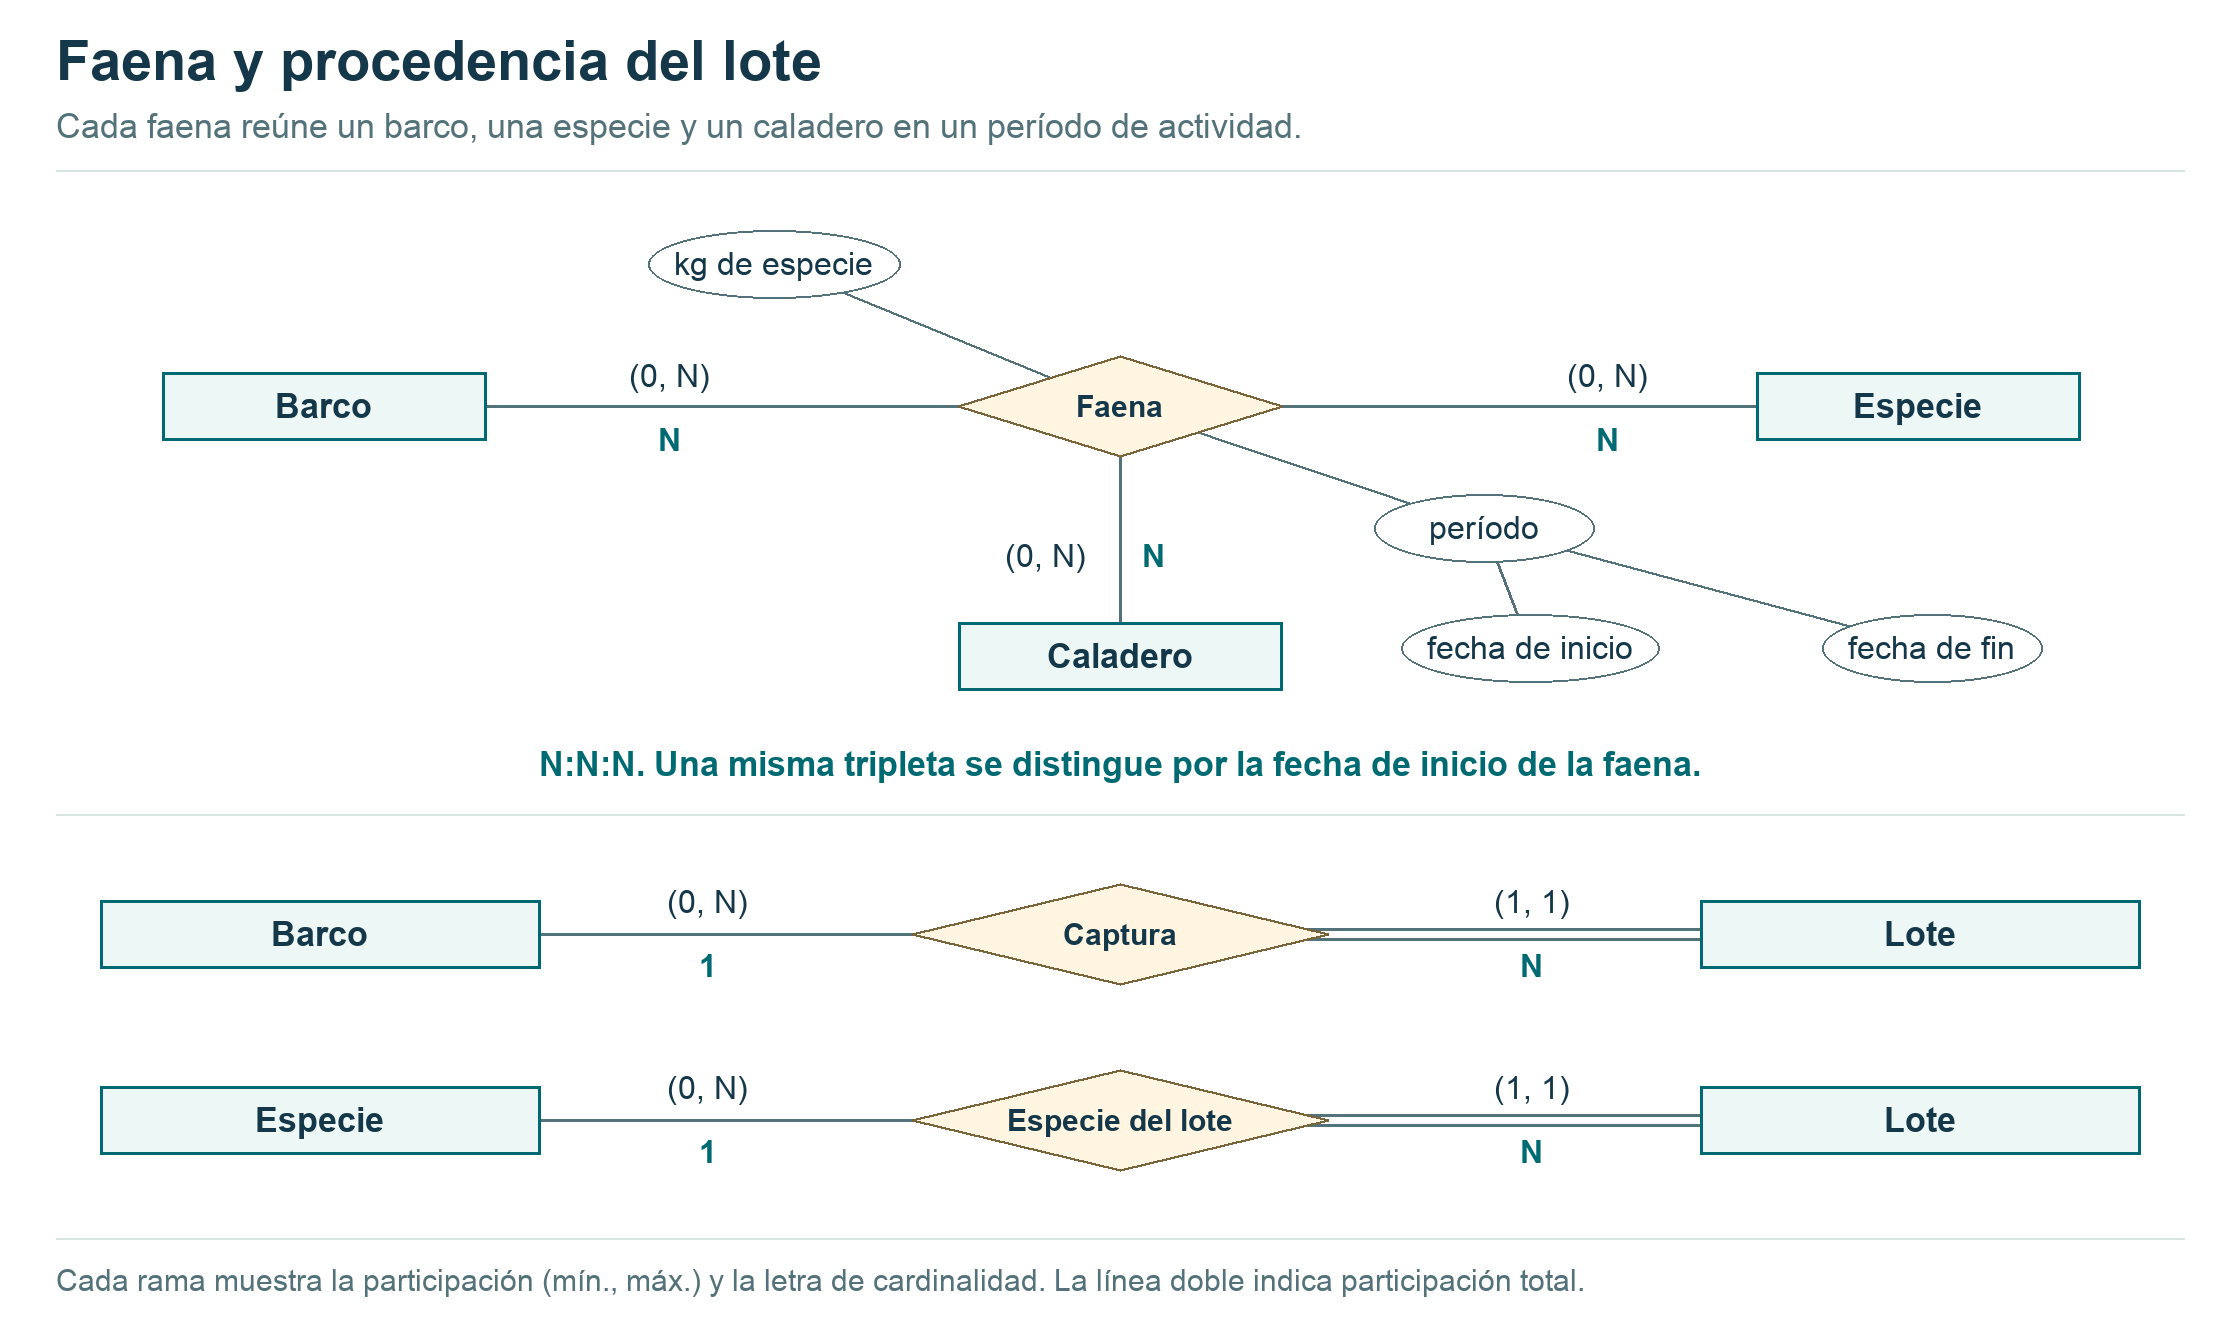 Faena y procedencia del lote
Cada faena reúne un barco, una especie y un caladero en un período de actividad.
kg de especie
(0, N)
(0, N)
Barco
Faena
Especie
N
N
período
(0, N)
N
Caladero
fecha de inicio
fecha de fin
N:N:N. Una misma tripleta se distingue por la fecha de inicio de la faena.
(0, N)
(1, 1)
Barco
Captura
Lote
1
N
(0, N)
(1, 1)
Especie
Especie del lote
Lote
1
N
Cada rama muestra la participación (mín., máx.) y la letra de cardinalidad. La línea doble indica participación total.